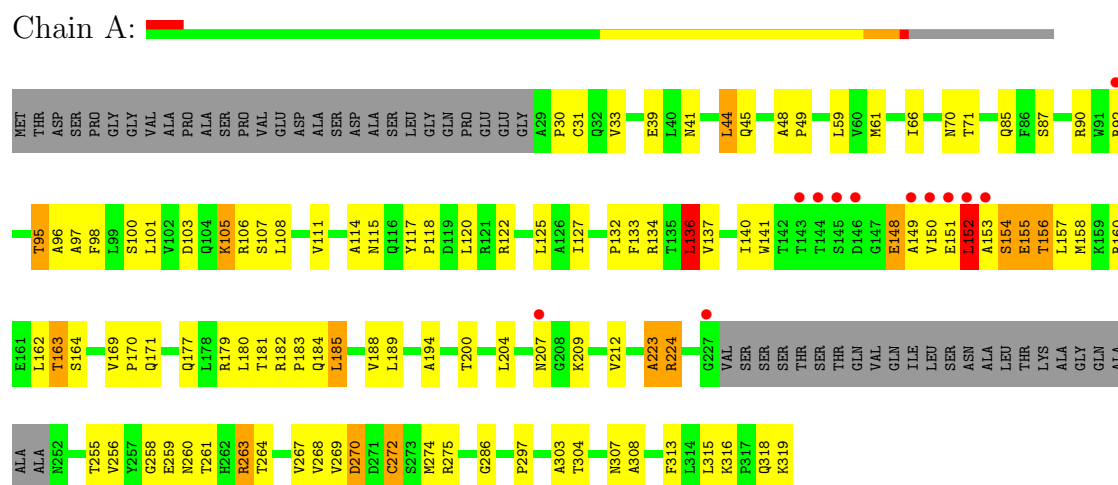 Chain A:
MET THR ASP SER PRO GLY GLY VAL ALA PRO ALA SER PRO VAL GLU ASP ALA SER ASP ALA SER LEU GLY GLN PRO GLU GLU GLY A29 P30 C31 Q32 V33 E39 L40 N41 L44 Q45 A48 P49 L59 V60 M61 I66 N70 T71 Q85 F86 S87 R90 W91
T95 A96 A97 F98 L99 S100 L101 V102 D103 Q104 K105 R106 S107 L108 V111 A114 N115 Q116 Y117 P118 D119 L120 R121 R122 L125 A126 I127 P132 F133 R134 T135 L136 V137 I140 W141 T142 T143 T144 S145 D146 G147 E148 A149 V150 E151 L152 A153 S154 E155 T156 L157 M158 K159
E161 L162 T163 S164 V169 P170 Q171 Q177 L178 R179 L180 T181 R182 P183 Q184 L185 V188 L189 A194 T200 L204 N207 G208 K209 V212 A223 R224 G227 VAL SER SER SER THR SER THR GLN VAL GLN ILE LEU SER ASN ALA LEU THR LYS ALA GLY GLN ALA
ALA ALA N252 T255 V256 Y257 G258 E259 N260 T261 H262 R263 T264 V267 V268 V269 D270 D271 C272 S273 M274 R275 G286 P297 A303 T304 N307 A308 F313 L314 L315 K316 P317 Q318 K319